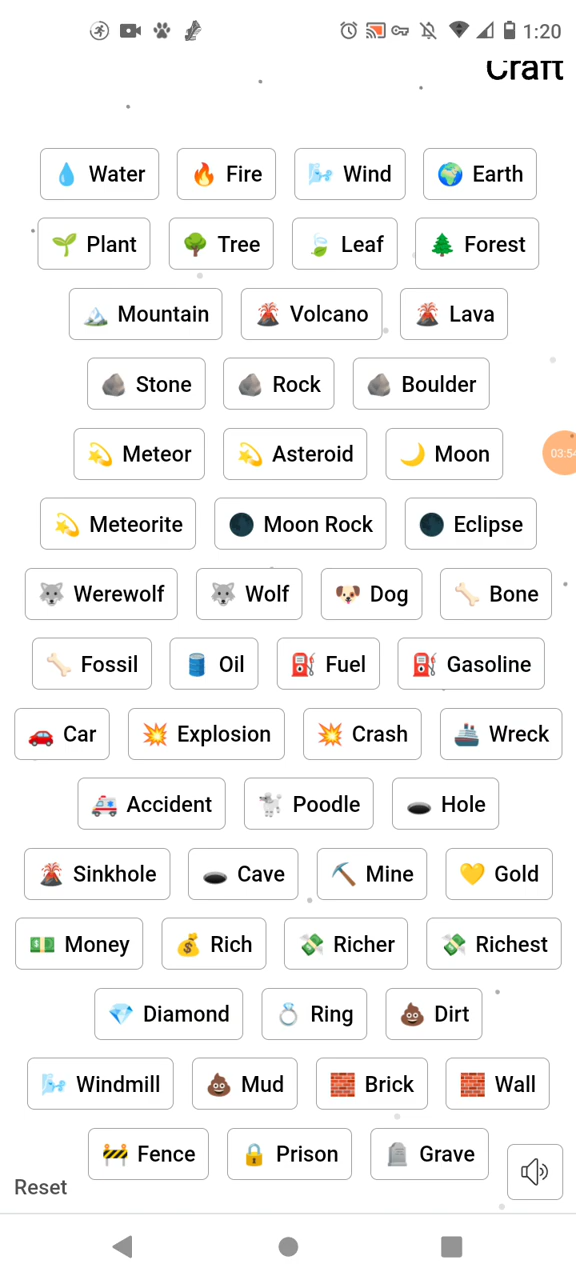 1:20
Craft
Water Fire Wind Earth
Plant Tree Leaf Forest
Mountain Volcano Lava
Stone Rock Boulder
Meteor Asteroid Moon
03:54
Meteorite Moon Rock Eclipse
Werewolf Wolf Dog Bone
Fossil Oil Fuel Gasoline
Car Explosion Crash Wreck
Accident Poodle Hole
Sinkhole Cave Mine Gold
Money Rich Richer Richest
Diamond Ring Dirt
Windmill Mud Brick Wall
Fence Prison Grave
Reset